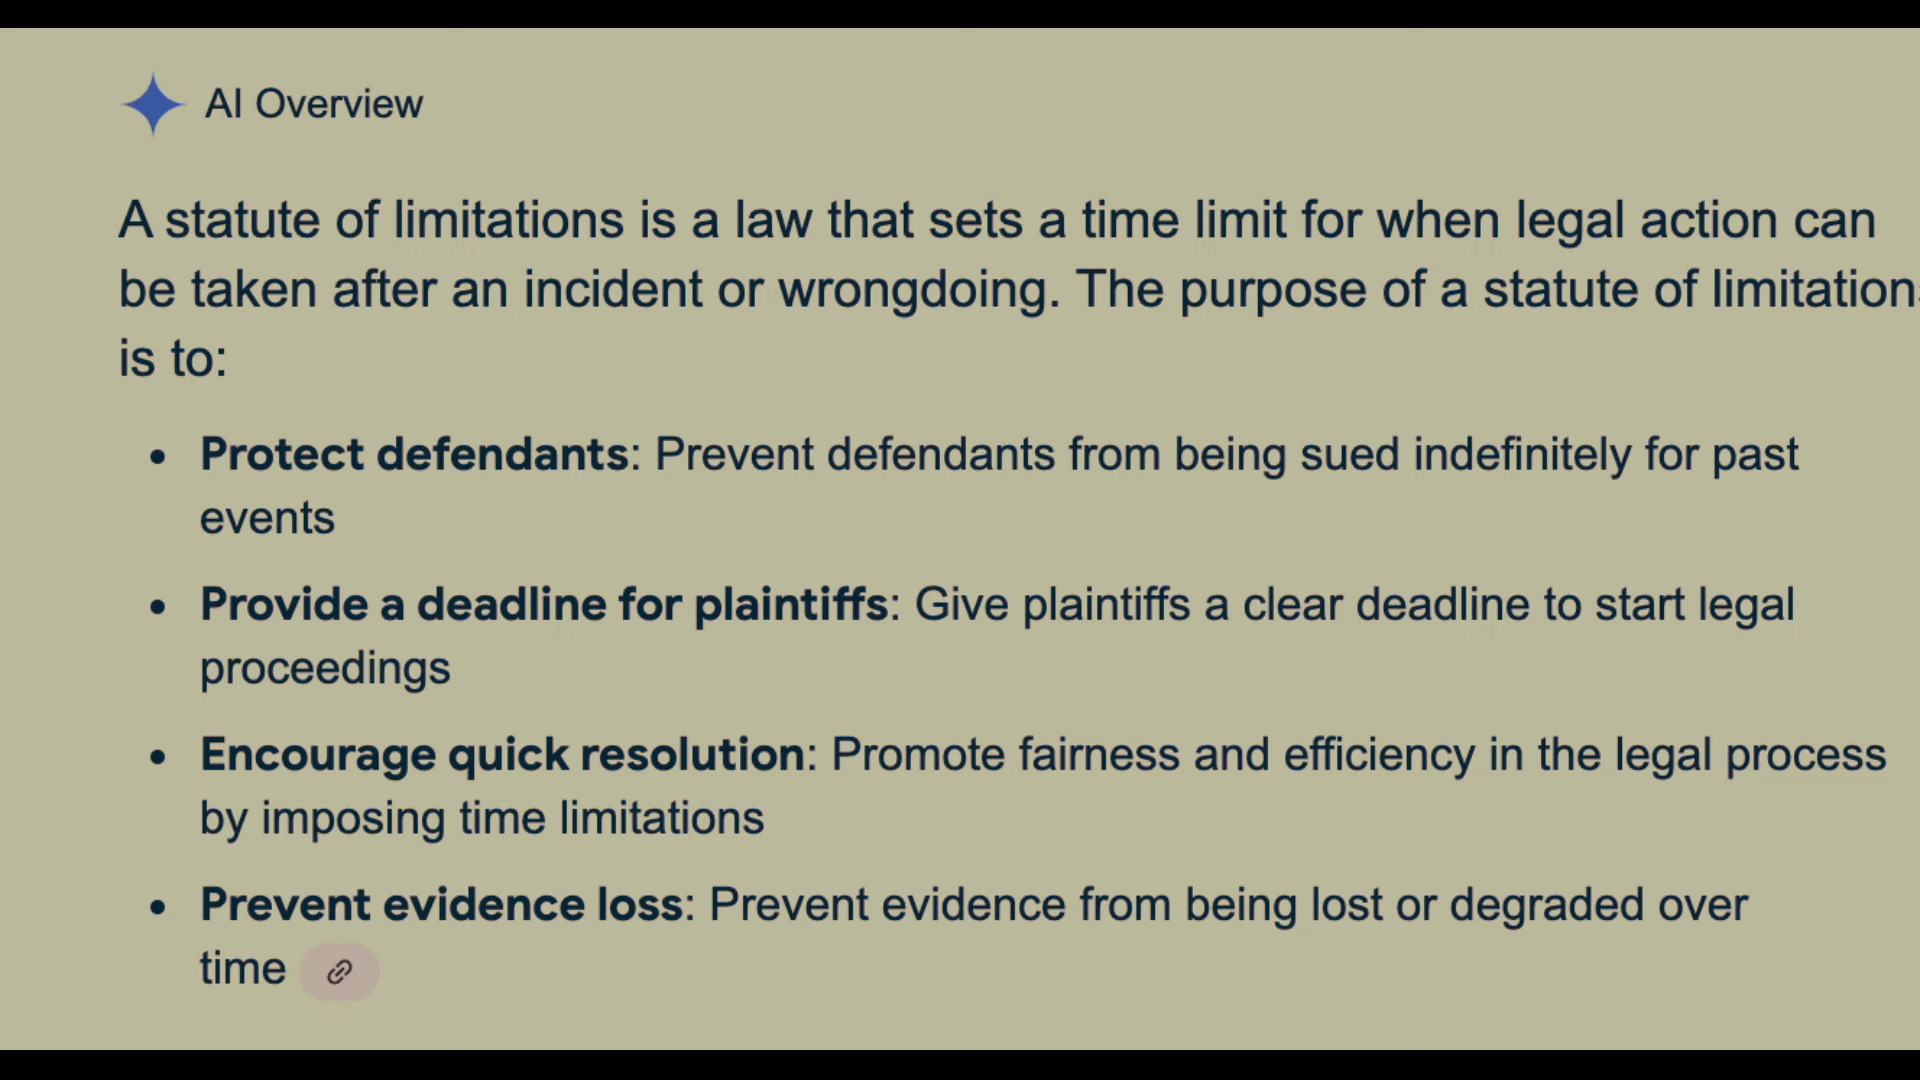 AI Overview
A statute of limitations is a law that sets a time limit for when legal action can
be taken after an incident or wrongdoing. The purpose of a statute of limitations
is to:
• Protect defendants: Prevent defendants from being sued indefinitely for past
events
• Provide a deadline for plaintiffs: Give plaintiffs a clear deadline to start legal
proceedings
• Encourage quick resolution: Promote fairness and efficiency in the legal process
by imposing time limitations
• Prevent evidence loss: Prevent evidence from being lost or degraded over
time